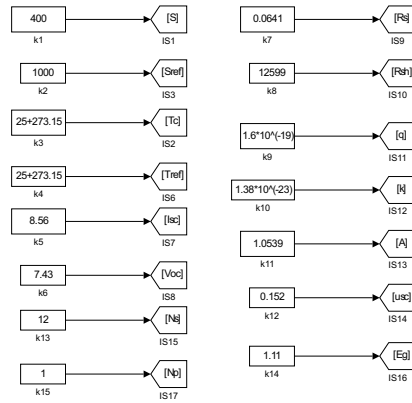 400
[S]
k1
IS1
1000
[Sref]
k2
IS3
25+273.15
[Tc]
k3
IS2
25+273.15
[Tref]
k4
IS6
8.56
[Isc]
k5
IS7
7.43
[Voc]
k6
IS8
12
[Ns]
k13
IS15
1
[Np]
k15
IS17
0.0641
[Rs]
k7
IS9
12599
[Rsh]
k8
IS10
1.6*10^(-19)
[q]
k9
IS11
1.38*10^(-23)
[k]
k10
IS12
1.0539
[A]
k11
IS13
0.152
[usc]
k12
IS14
1.11
[Eg]
k14
IS16